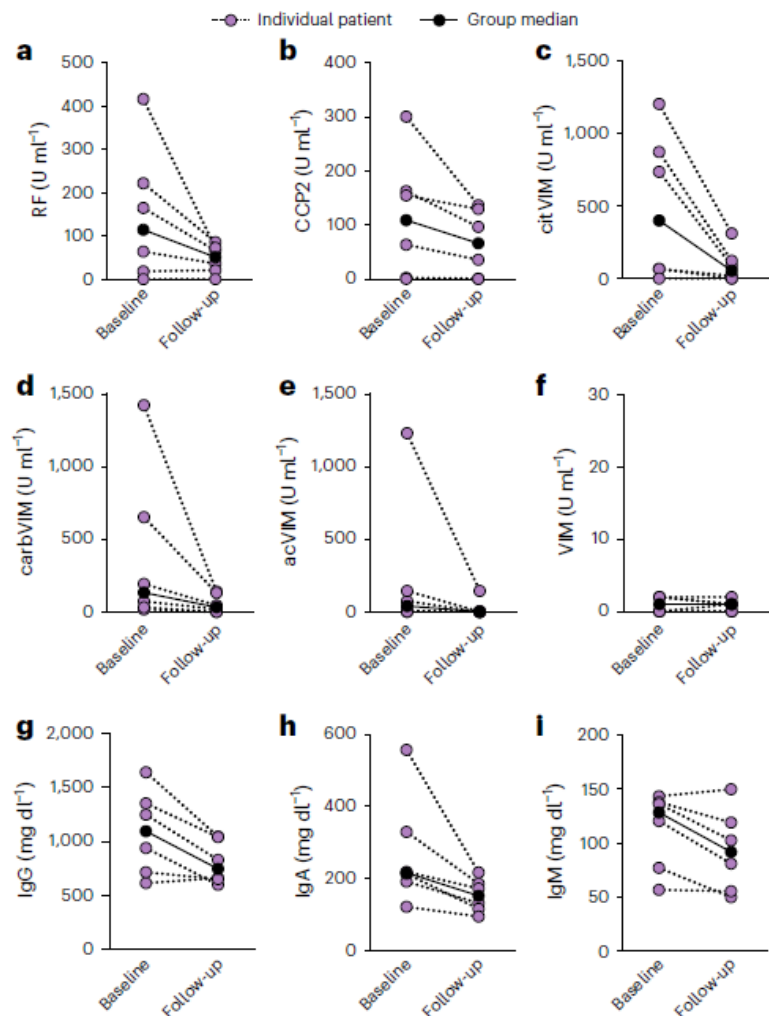 Individual patient Group median
a b c
500 400 300 200 100 0
RF (U ml⁻¹)
Baseline Follow-up
400 300 200 100 0
CCP2 (U ml⁻¹)
Baseline Follow-up
1,500 1,000 500 0
cit VIM (U ml⁻¹)
Baseline Follow-up
d e f
1,500 1,000 500 0
carbVIM (U ml⁻¹)
Baseline Follow-up
1,500 1,000 500 0
acVIM (U ml⁻¹)
Baseline Follow-up
30 20 10 0
VIM (U ml⁻¹)
Baseline Follow-up
g h i
2,000 1,500 1,000 500 0
IgG (mg dl⁻¹)
Baseline Follow-up
600 400 200 0
IgA (mg dl⁻¹)
Baseline Follow-up
200 150 100 50 0
IgM (mg dl⁻¹)
Baseline Follow-up